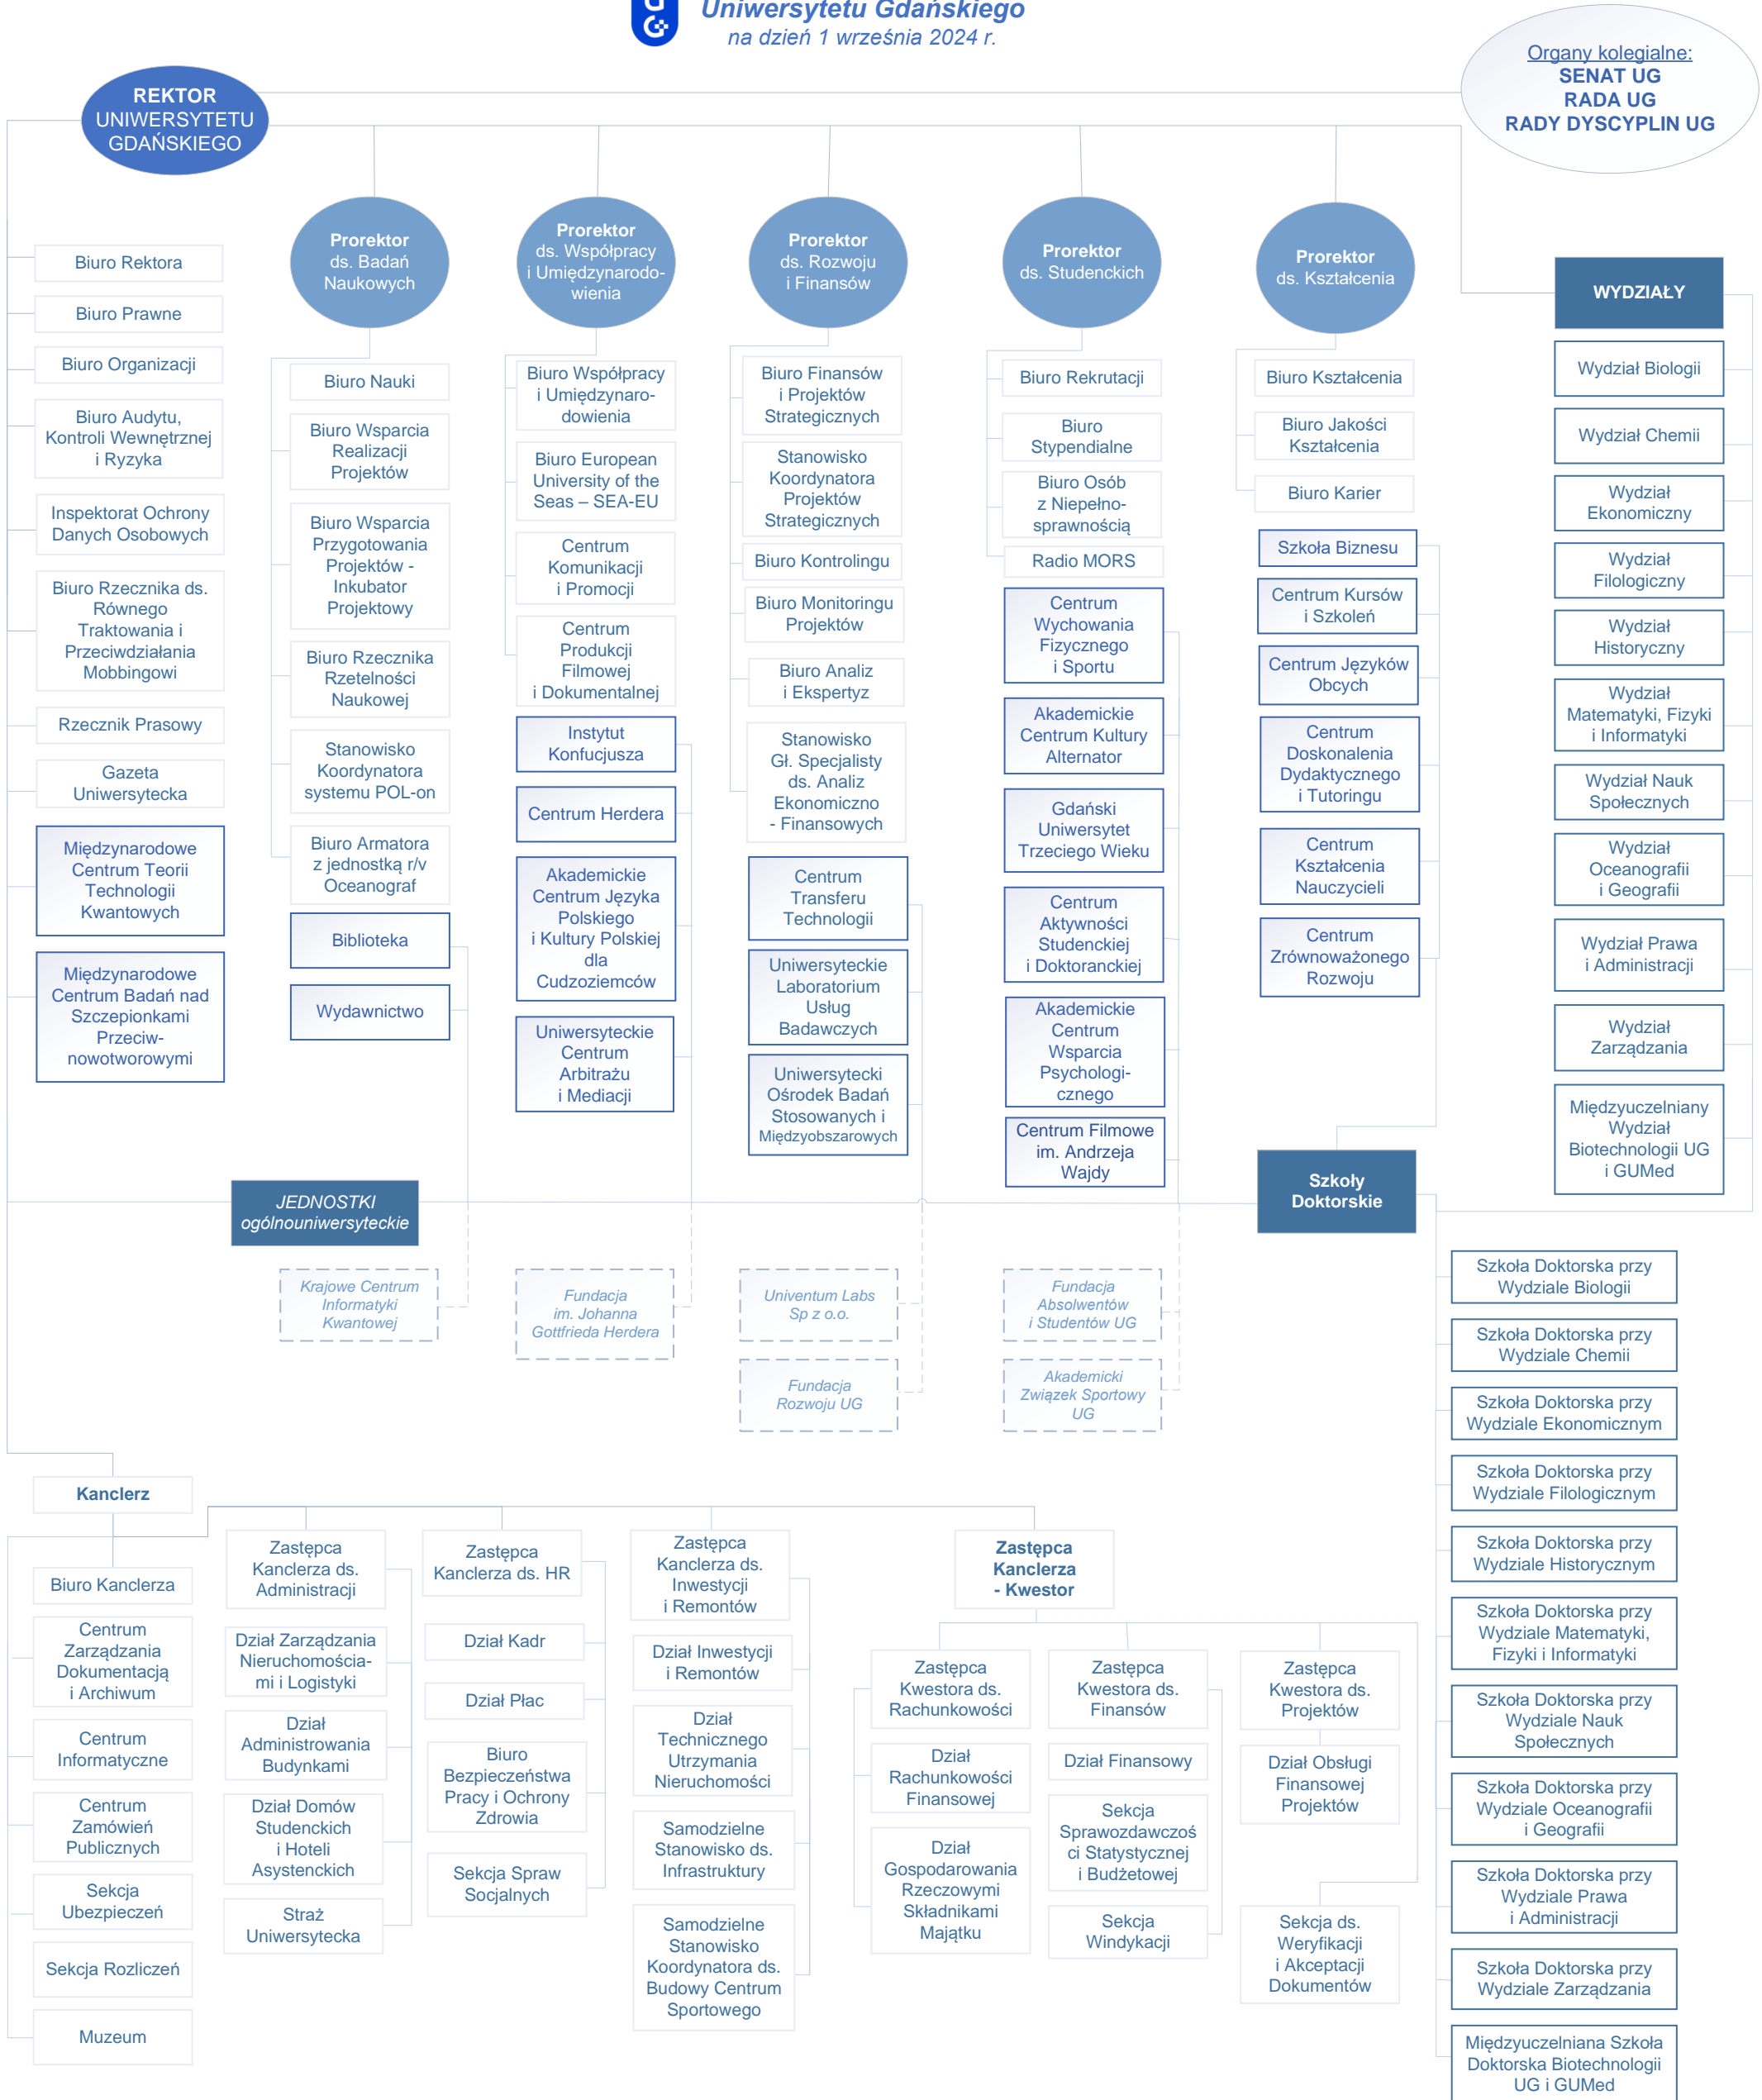 Uniwersytetu Gdańskiego
na dzień 1 września 2024 r.
Organy kolegialne:
SENAT UG
RADA UG
RADY DYSCYPLIN UG
REKTOR
UNIWERSYTETU
GDAŃSKIEGO
Biuro Rektora
Biuro Prawne
Biuro Organizacji
Biuro Audytu,
Kontroli Wewnętrznej
i Ryzyka
Inspektorat Ochrony
Danych Osobowych
Biuro Rzecznika ds.
Równego
Traktowania i
Przeciwdziałania
Mobbingowi
Rzecznik Prasowy
Gazeta
Uniwersytecka
Międzynarodowe
Centrum Teorii
Technologii
Kwantowych
Międzynarodowe
Centrum Badań nad
Szczepionkami
Przeciw-
nowotworowymi
Prorektor
ds. Badań
Naukowych
Biuro Nauki
Biuro Wsparcia
Realizacji
Projektów
Biuro Wsparcia
Przygotowania
Projektów -
Inkubator
Projektowy
Biuro Rzecznika
Rzetelności
Naukowej
Stanowisko
Koordynatora
systemu POL-on
Biuro Armatora
z jednostką r/v
Oceanograf
Biblioteka
Wydawnictwo
Prorektor
ds. Współpracy
i Umiędzynarodo-
wienia
Biuro Współpracy
i Umiędzynaro-
dowienia
Biuro European
University of the
Seas – SEA-EU
Centrum
Komunikacji
i Promocji
Centrum
Produkcji
Filmowej
i Dokumentalnej
Instytut
Konfucjusza
Centrum Herdera
Akademickie
Centrum Języka
Polskiego
i Kultury Polskiej
dla
Cudzoziemców
Uniwersyteckie
Centrum
Arbitrażu
i Mediacji
Prorektor
ds. Rozwoju
i Finansów
Biuro Finansów
i Projektów
Strategicznych
Stanowisko
Koordynatora
Projektów
Strategicznych
Biuro Kontrolingu
Biuro Monitoringu
Projektów
Biuro Analiz
i Ekspertyz
Stanowisko
Gł. Specjalisty
ds. Analiz
Ekonomiczno
- Finansowych
Centrum
Transferu
Technologii
Uniwersyteckie
Laboratorium
Usług
Badawczych
Uniwersytecki
Ośrodek Badań
Stosowanych i
Międzyobszarowych
Prorektor
ds. Studenckich
Biuro Rekrutacji
Biuro
Stypendialne
Biuro Osób
z Niepełno-
sprawnością
Radio MORS
Centrum
Wychowania
Fizycznego
i Sportu
Akademickie
Centrum Kultury
Alternator
Gdański
Uniwersytet
Trzeciego Wieku
Centrum
Aktywności
Studenckiej
i Doktoranckiej
Akademickie
Centrum
Wsparcia
Psychologi-
cznego
Centrum Filmowe
im. Andrzeja
Wajdy
Prorektor
ds. Kształcenia
Biuro Kształcenia
Biuro Jakości
Kształcenia
Biuro Karier
Szkoła Biznesu
Centrum Kursów
i Szkoleń
Centrum Języków
Obcych
Centrum
Doskonalenia
Dydaktycznego
i Tutoringu
Centrum
Kształcenia
Nauczycieli
Centrum
Zrównoważonego
Rozwoju
WYDZIAŁY
Wydział Biologii
Wydział Chemii
Wydział
Ekonomiczny
Wydział
Filologiczny
Wydział
Historyczny
Wydział
Matematyki, Fizyki
i Informatyki
Wydział Nauk
Społecznych
Wydział
Oceanografii
i Geografii
Wydział Prawa
i Administracji
Wydział
Zarządzania
Międzyuczelniany
Wydział
Biotechnologii UG
i GUMed
JEDNOSTKI
ogólnouniwersyteckie
Szkoły
Doktorskie
Krajowe Centrum
Informatyki
Kwantowej
Fundacja
im. Johanna
Gottfrieda Herdera
Univentum Labs
Sp z o.o.
Fundacja
Rozwoju UG
Fundacja
Absolwentów
i Studentów UG
Akademicki
Związek Sportowy
UG
Szkoła Doktorska przy
Wydziale Biologii
Szkoła Doktorska przy
Wydziale Chemii
Szkoła Doktorska przy
Wydziale Ekonomicznym
Szkoła Doktorska przy
Wydziale Filologicznym
Szkoła Doktorska przy
Wydziale Historycznym
Szkoła Doktorska przy
Wydziale Matematyki,
Fizyki i Informatyki
Szkoła Doktorska przy
Wydziale Nauk
Społecznych
Szkoła Doktorska przy
Wydziale Oceanografii
i Geografii
Szkoła Doktorska przy
Wydziale Prawa
i Administracji
Szkoła Doktorska przy
Wydziale Zarządzania
Międzyuczelniana Szkoła
Doktorska Biotechnologii
UG i GUMed
Kanclerz
Biuro Kanclerza
Centrum
Zarządzania
Dokumentacją
i Archiwum
Centrum
Informatyczne
Centrum
Zamówień
Publicznych
Sekcja
Ubezpieczeń
Sekcja Rozliczeń
Muzeum
Zastępca
Kanclerza ds.
Administracji
Dział Zarządzania
Nieruchomościa-
mi i Logistyki
Dział
Administrowania
Budynkami
Dział Domów
Studenckich
i Hoteli
Asystenckich
Straż
Uniwersytecka
Zastępca
Kanclerza ds. HR
Dział Kadr
Dział Płac
Biuro
Bezpieczeństwa
Pracy i Ochrony
Zdrowia
Sekcja Spraw
Socjalnych
Zastępca
Kanclerza ds.
Inwestycji
i Remontów
Dział Inwestycji
i Remontów
Dział
Technicznego
Utrzymania
Nieruchomości
Samodzielne
Stanowisko ds.
Infrastruktury
Samodzielne
Stanowisko
Koordynatora ds.
Budowy Centrum
Sportowego
Zastępca
Kanclerza
- Kwestor
Zastępca
Kwestora ds.
Rachunkowości
Dział
Rachunkowości
Finansowej
Dział
Gospodarowania
Rzeczowymi
Składnikami
Majątku
Zastępca
Kwestora ds.
Finansów
Dział Finansowy
Sekcja
Sprawozdawczoś
ci Statystycznej
i Budżetowej
Sekcja
Windykacji
Zastępca
Kwestora ds.
Projektów
Dział Obsługi
Finansowej
Projektów
Sekcja ds.
Weryfikacji
i Akceptacji
Dokumentów